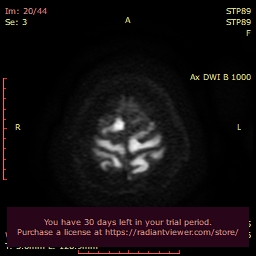 Im: 20/44
Se: 3
A
STP89
STP89
F
Ax DWI B 1000
R
L
You have 30 days left in your trial period.
Purchase a license at https://radiantviewer.com/store/